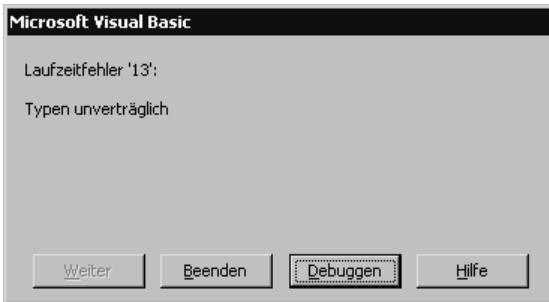 Microsoft Visual Basic
Laufzeitfehler '13':
Typen unverträglich
Weiter Beenden Debuggen Hilfe